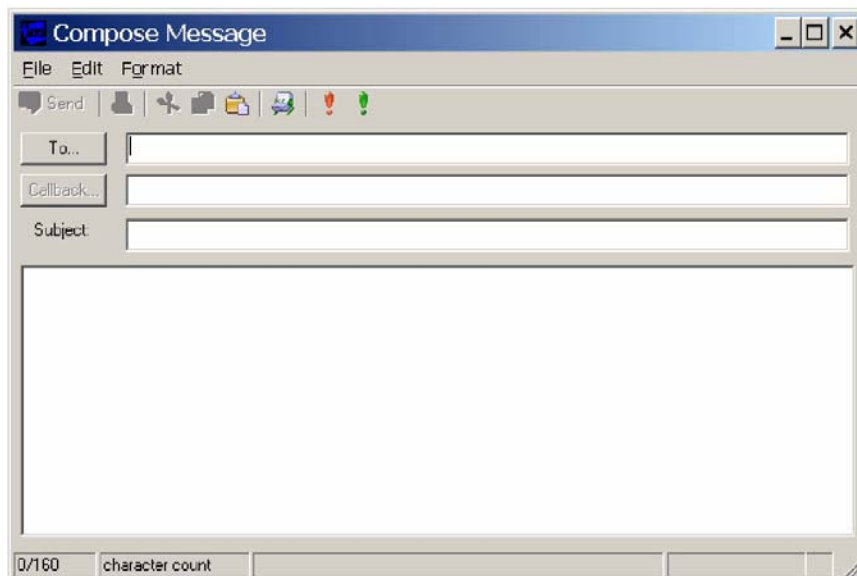 Compose Message
File Edit Format
Send
To...
Callback...
Subject:
0/160 character count